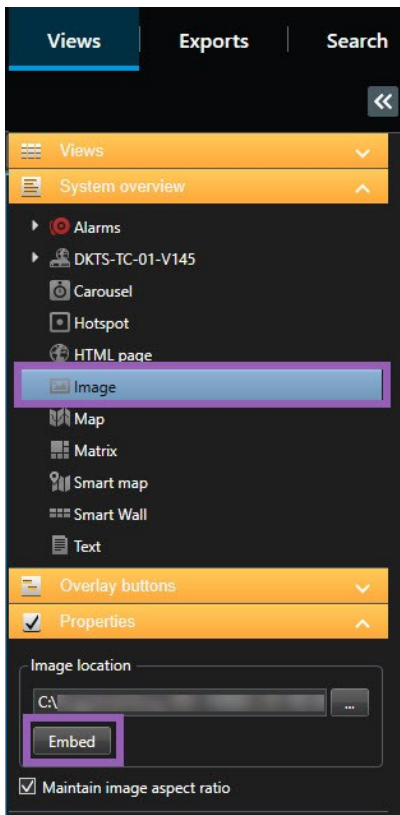 Views Exports Search
Views
System overview
Alarms
DKTS-TC-01-V145
Carousel
Hotspot
HTML page
Image
Map
Matrix
Smart map
Smart Wall
Text
Overlay buttons
Properties
Image location
C:\ ...
Embed
Maintain image aspect ratio